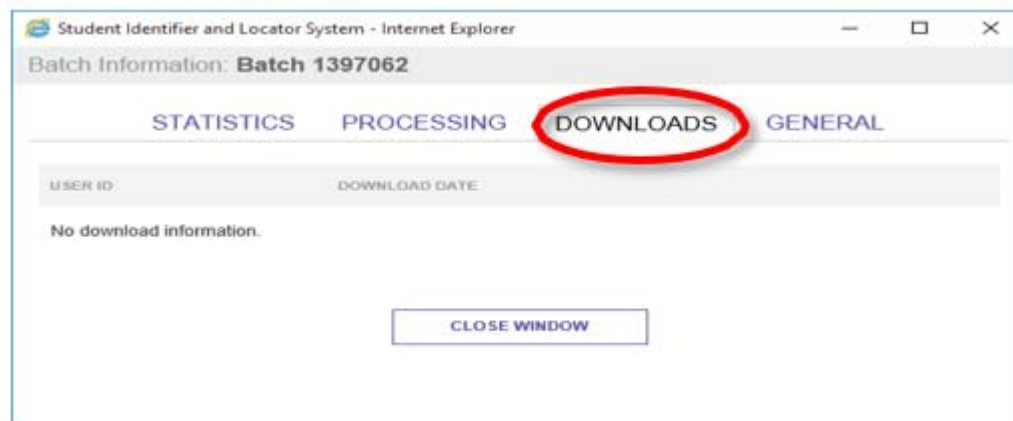 Student Identifier and Locator System - Internet Explorer
Batch Information: Batch 1397062
STATISTICS PROCESSING DOWNLOADS GENERAL
USER ID DOWNLOAD DATE
No download information.
CLOSE WINDOW